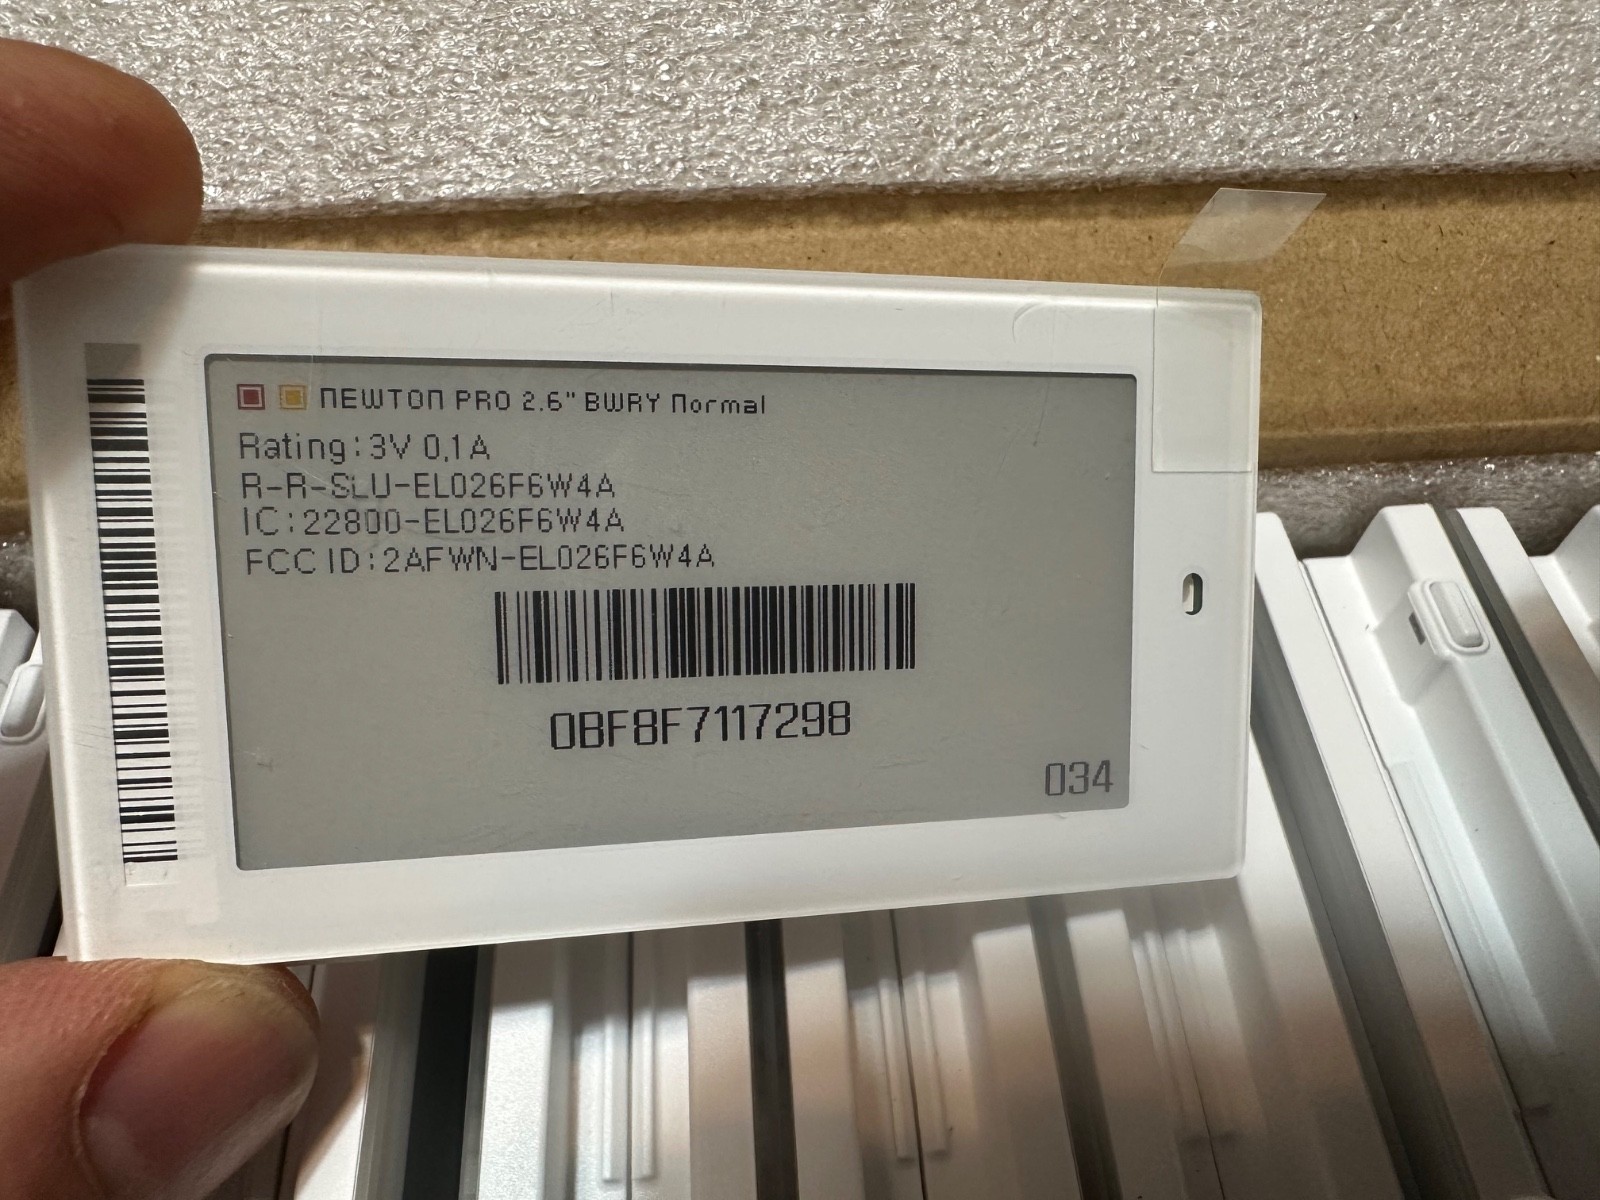 NEWTON PRO 2.6" BWRY Normal
Rating:3V 0.1A
R-R-SLU-EL026F6W4A
IC:22800-EL026F6W4A
FCC ID:2AFWN-EL026F6W4A
0BF8F7117298
034